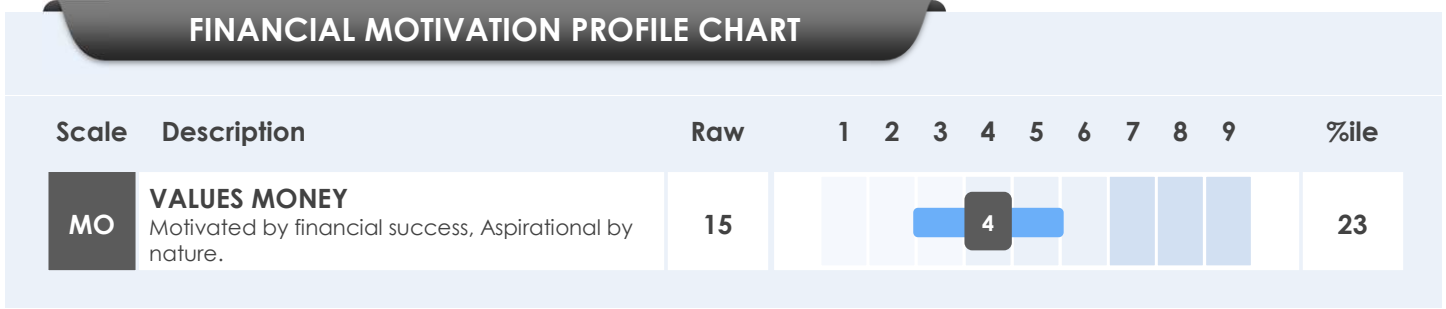 FINANCIAL MOTIVATION PROFILE CHART
Scale Description Raw 1 2 3 4 5 6 7 8 9 %ile
MO
VALUES MONEY
Motivated by financial success, Aspirational by
nature.
15
4
23